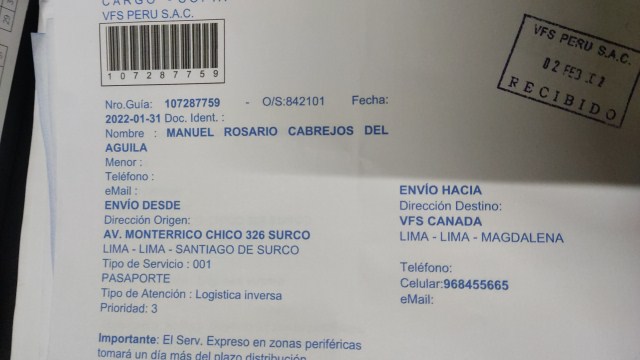 CARGO - COPIA
VFS PERU S.A.C.
107287759
VFS PERU S.A.C.
02 FEB
RECIBIDO
Nro.Guía: 107287759 - O/S:842101 Fecha:
2022-01-31 Doc. Ident. :
Nombre : MANUEL ROSARIO CABREJOS DEL
AGUILA
Menor :
Teléfono :
eMail :
ENVÍO DESDE
Dirección Origen:
AV. MONTERRICO CHICO 326 SURCO
LIMA - LIMA - SANTIAGO DE SURCO
Tipo de Servicio : 001
PASAPORTE
Tipo de Atención : Logistica inversa
Prioridad: 3
ENVÍO HACIA
Dirección Destino:
VFS CANADA
LIMA - LIMA - MAGDALENA
Teléfono:
Celular:968455665
eMail:
Importante: El Serv. Expreso en zonas periféricas
tomará un día más del plazo distribución